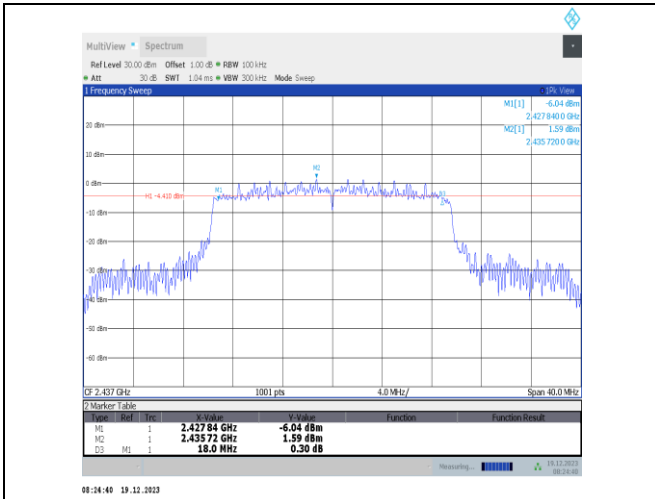 MultiView Spectrum
Ref Level 30.00 dBm Offset 1.00 dB RBW 100 kHz
Att 30 dB SWT 1.04 ms VBW 300 kHz Mode Sweep
1 Frequency Sweep 1Pk View
M1[1] -6.04 dBm
2.4278400 GHz
M2[1] 1.59 dBm
2.4357200 GHz
20 dBm
10 dBm
M2
0 dBm
M1
H1 -4.410 dBm
-10 dBm
-20 dBm
-30 dBm
-40 dBm
-50 dBm
-60 dBm
CF 2.437 GHz 1001 pts 4.0 MHz/ Span 40.0 MHz
2 Marker Table
Type Ref Trc X-Value Y-Value Function Function Result
M1 1 2.427 84 GHz -6.04 dBm
M2 1 2.435 72 GHz 1.59 dBm
D3 M1 1 18.0 MHz 0.30 dB
Measuring... 19.12.2023
08:24:40
08:24:40 19.12.2023